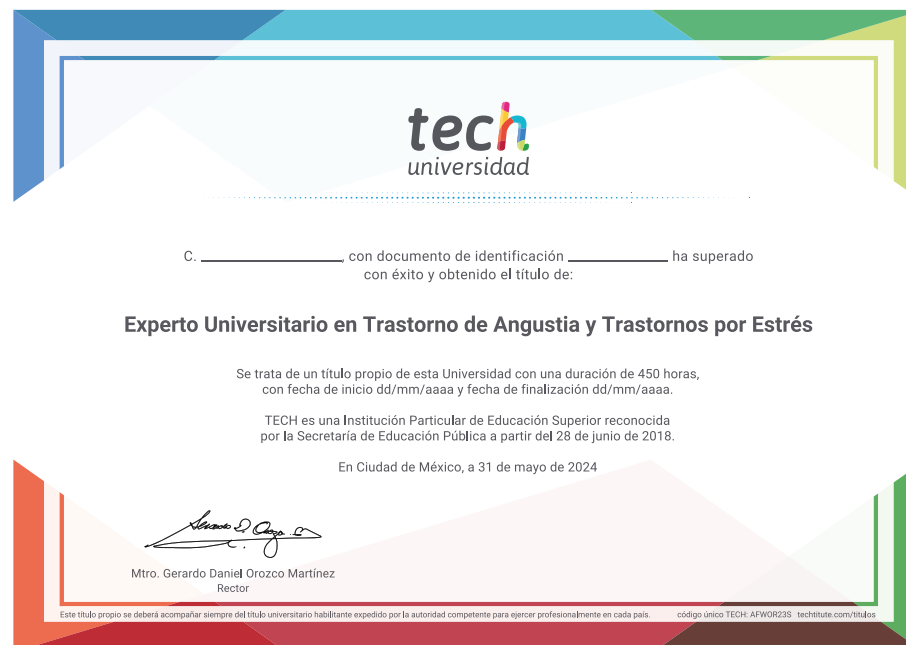 tech
universidad
C. ____________, con documento de identificación ____________ ha superado
con éxito y obtenido el título de:
Experto Universitario en Trastorno de Angustia y Trastornos por Estrés
Se trata de un título propio de esta Universidad con una duración de 450 horas,
con fecha de inicio dd/mm/aaaa y fecha de finalización dd/mm/aaaa.
TECH es una Institución Particular de Educación Superior reconocida
por la Secretaría de Educación Pública a partir del 28 de junio de 2018.
En Ciudad de México, a 31 de mayo de 2024
Mtro. Gerardo Daniel Orozco Martínez
Rector
Este título propio se deberá acompañar siempre del título universitario habilitante expedido por la autoridad competente para ejercer profesionalmente en cada país. código único TECH: AFWOR23S techtitute.com/titulos